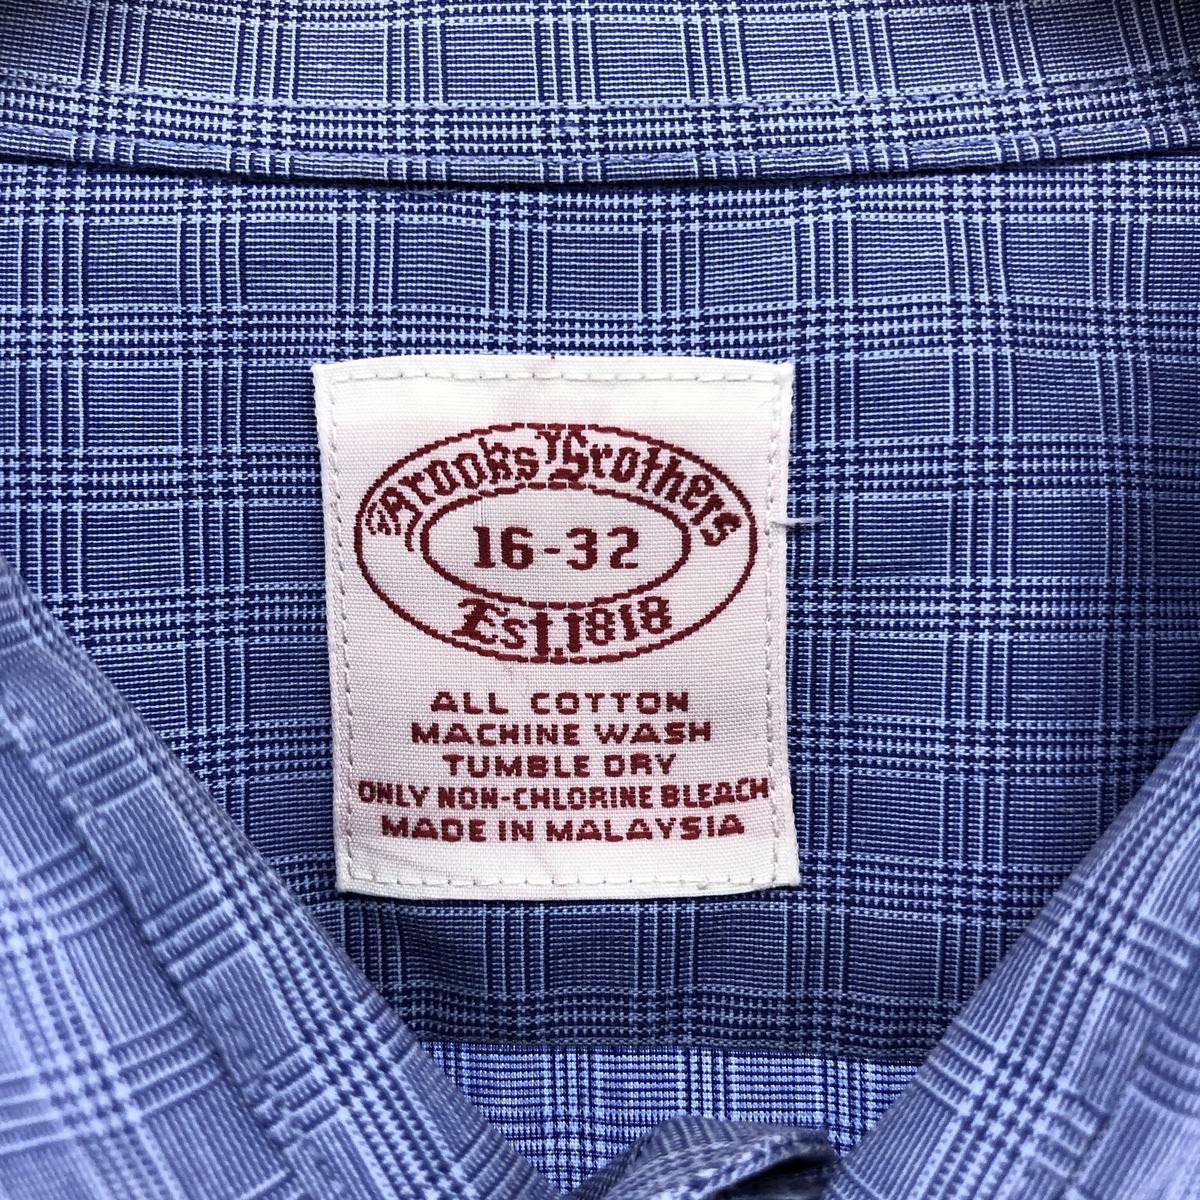 Brooks Brothers
16-32
Est. 1818
ALL COTTON
MACHINE WASH
TUMBLE DRY
ONLY NON-CHLORINE BLEACH
MADE IN MALAYSIA